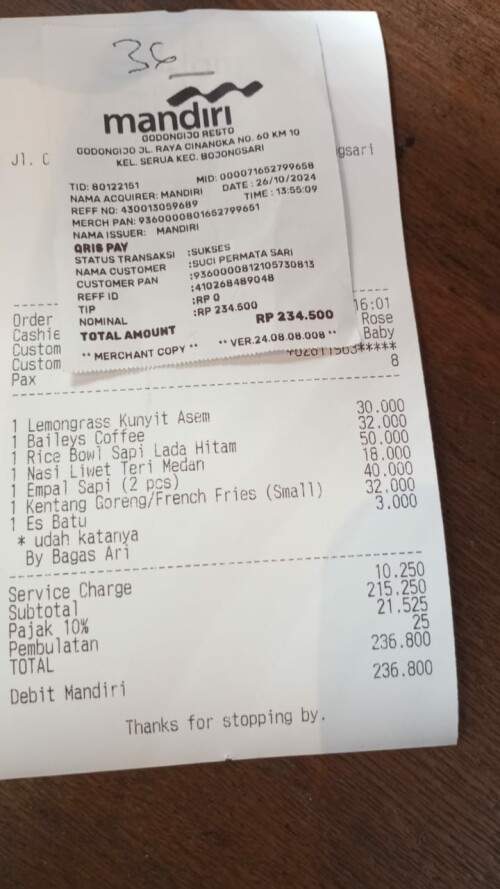 36
mandiri
GODONGIJO RESTO
GODONGIJO JL. RAYA CINANGKA NO. 60 KM 10
KEL. SERUA KEC. BOJONGSARI
Jl. C
gsari
TID: 80122151 MID: 000071652799658
NAMA ACQUIRER: MANDIRI DATE : 26/10/2024
REFF NO: 430013059689 TIME : 13:55:09
MERCH PAN: 9360000801652799651
NAMA ISSUER: MANDIRI
QRIS PAY
STATUS TRANSAKSI :SUKSES
NAMA CUSTOMER :SUCI PERMATA SARI
CUSTOMER PAN :9360000812105730813
REFF ID :410268489048
TIP :RP 0
NOMINAL :RP 234.500
TOTAL AMOUNT RP 234.500
** MERCHANT COPY ** ** VER.24.08.08.008 **
Order 16:01
Cashie Rose
Custom Baby
Custom
Pax 8
1 Lemongrass Kunyit Asem 30.000
1 Baileys Coffee 32.000
1 Rice Bowl Sapi Lada Hitam 50.000
1 Nasi Liwet Teri Medan 18.000
1 Empal Sapi (2 pcs) 40.000
1 Kentang Goreng/French Fries (Small) 32.000
1 Es Batu 3.000
* udah katanya
By Bagas Ari
Service Charge 10.250
Subtotal 215.250
Pajak 10% 21.525
Pembulatan 25
TOTAL 236.800
Debit Mandiri 236.800
Thanks for stopping by.